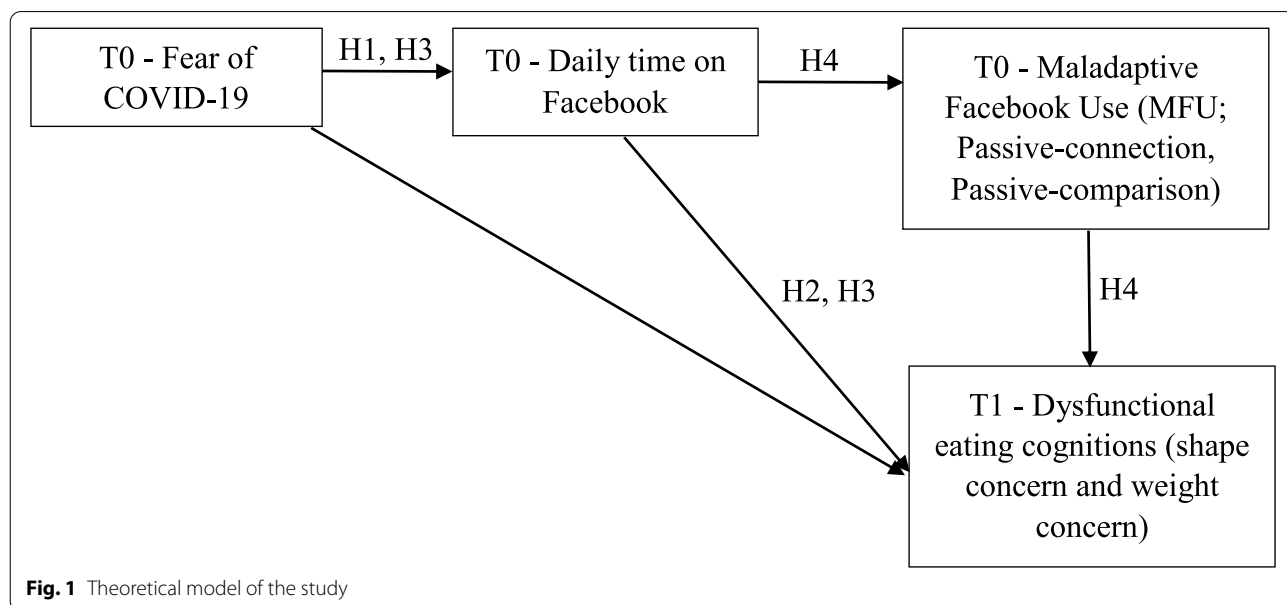 T0 - Fear of
COVID-19
H1, H3
T0 - Daily time on
Facebook
H4
T0 - Maladaptive
Facebook Use (MFU;
Passive-connection,
Passive-comparison)
H2, H3
H4
T1 - Dysfunctional
eating cognitions (shape
concern and weight
concern)
Fig. 1 Theoretical model of the study